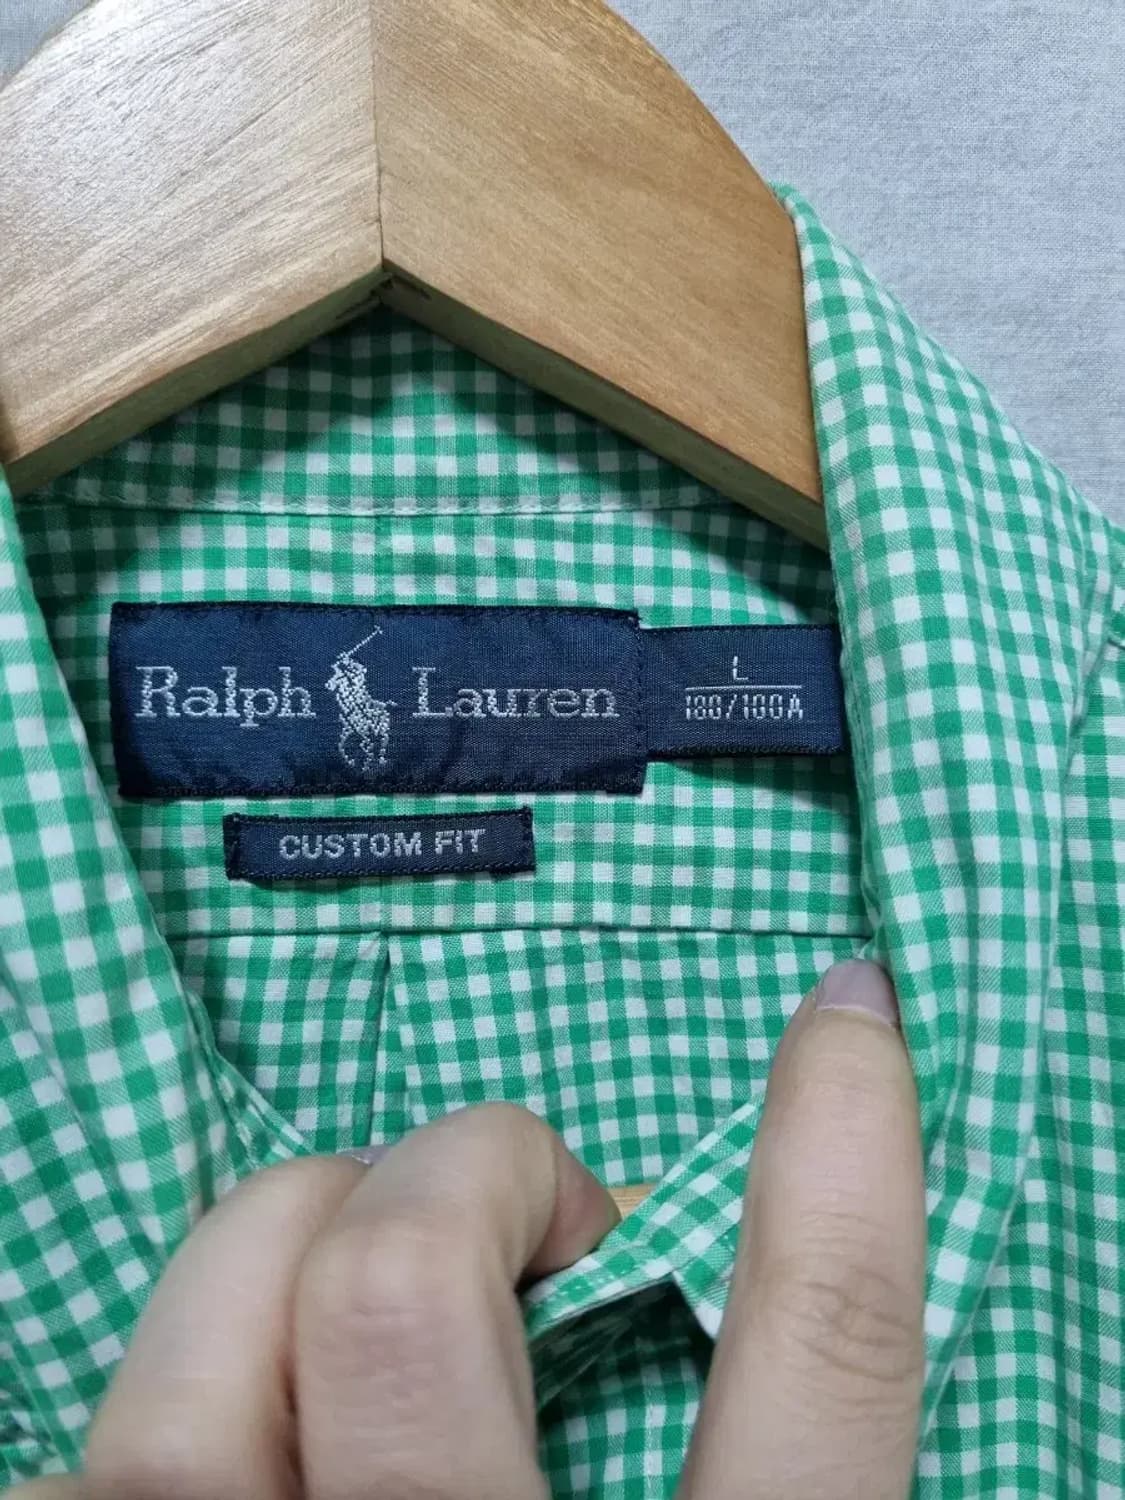 Ralph Lauren
L
180/100A
CUSTOM FIT